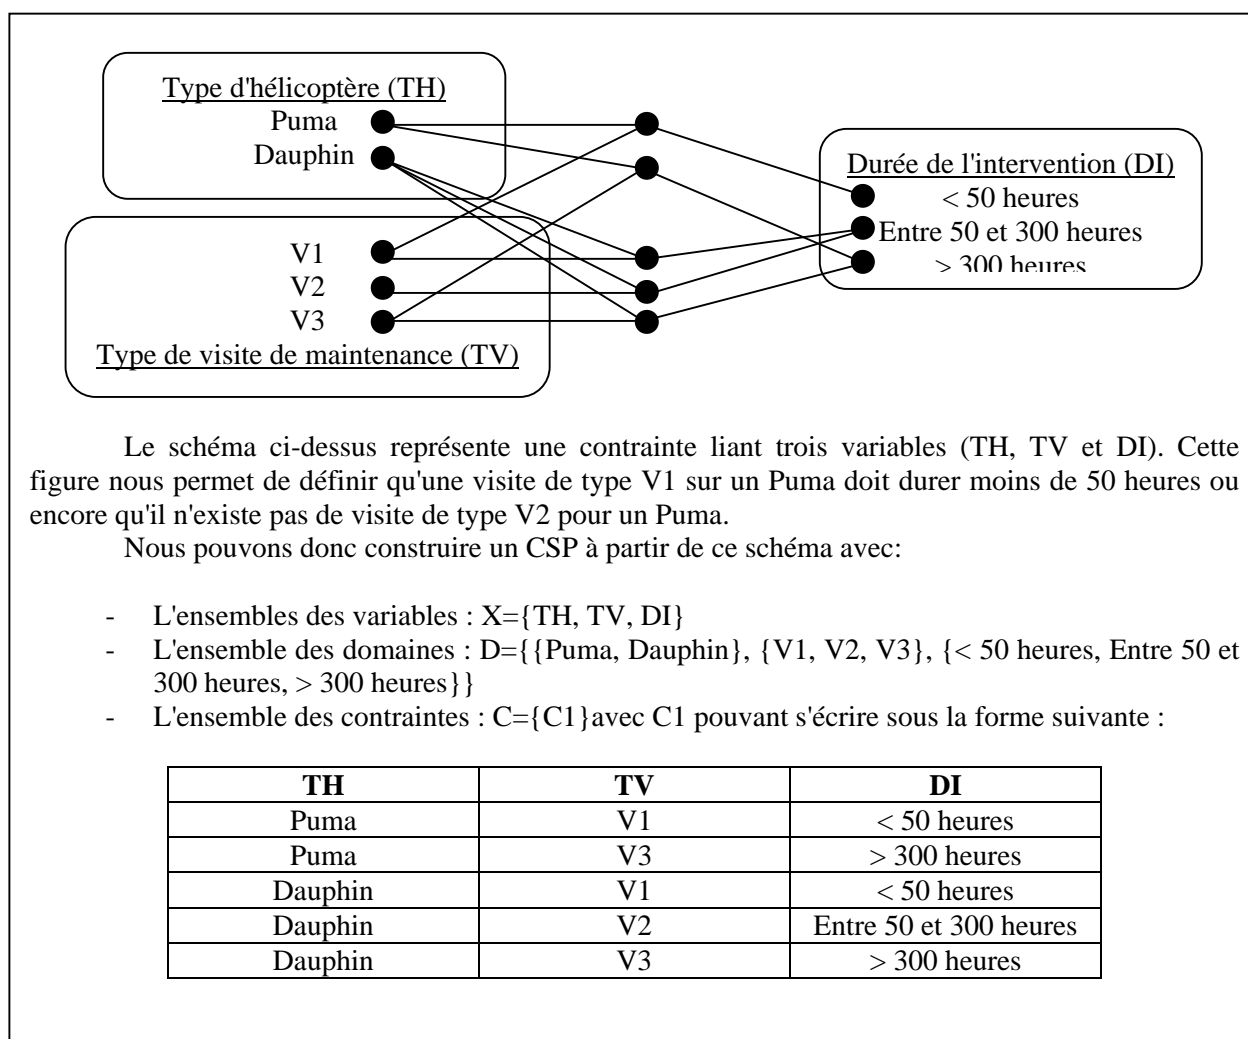 Type d'hélicoptère (TH)
Puma
Dauphin
Durée de l'intervention (DI)
< 50 heures
Entre 50 et 300 heures
> 300 heures
V1
V2
V3
Type de visite de maintenance (TV)
Le schéma ci-dessus représente une contrainte liant trois variables (TH, TV et DI). Cette
figure nous permet de définir qu'une visite de type V1 sur un Puma doit durer moins de 50 heures ou
encore qu'il n'existe pas de visite de type V2 pour un Puma.
Nous pouvons donc construire un CSP à partir de ce schéma avec:
- L'ensembles des variables : X={TH, TV, DI}
- L'ensemble des domaines : D={{Puma, Dauphin}, {V1, V2, V3}, {< 50 heures, Entre 50 et
300 heures, > 300 heures}}
- L'ensemble des contraintes : C={C1}avec C1 pouvant s'écrire sous la forme suivante :
TH TV DI
Puma V1 < 50 heures
Puma V3 > 300 heures
Dauphin V1 < 50 heures
Dauphin V2 Entre 50 et 300 heures
Dauphin V3 > 300 heures